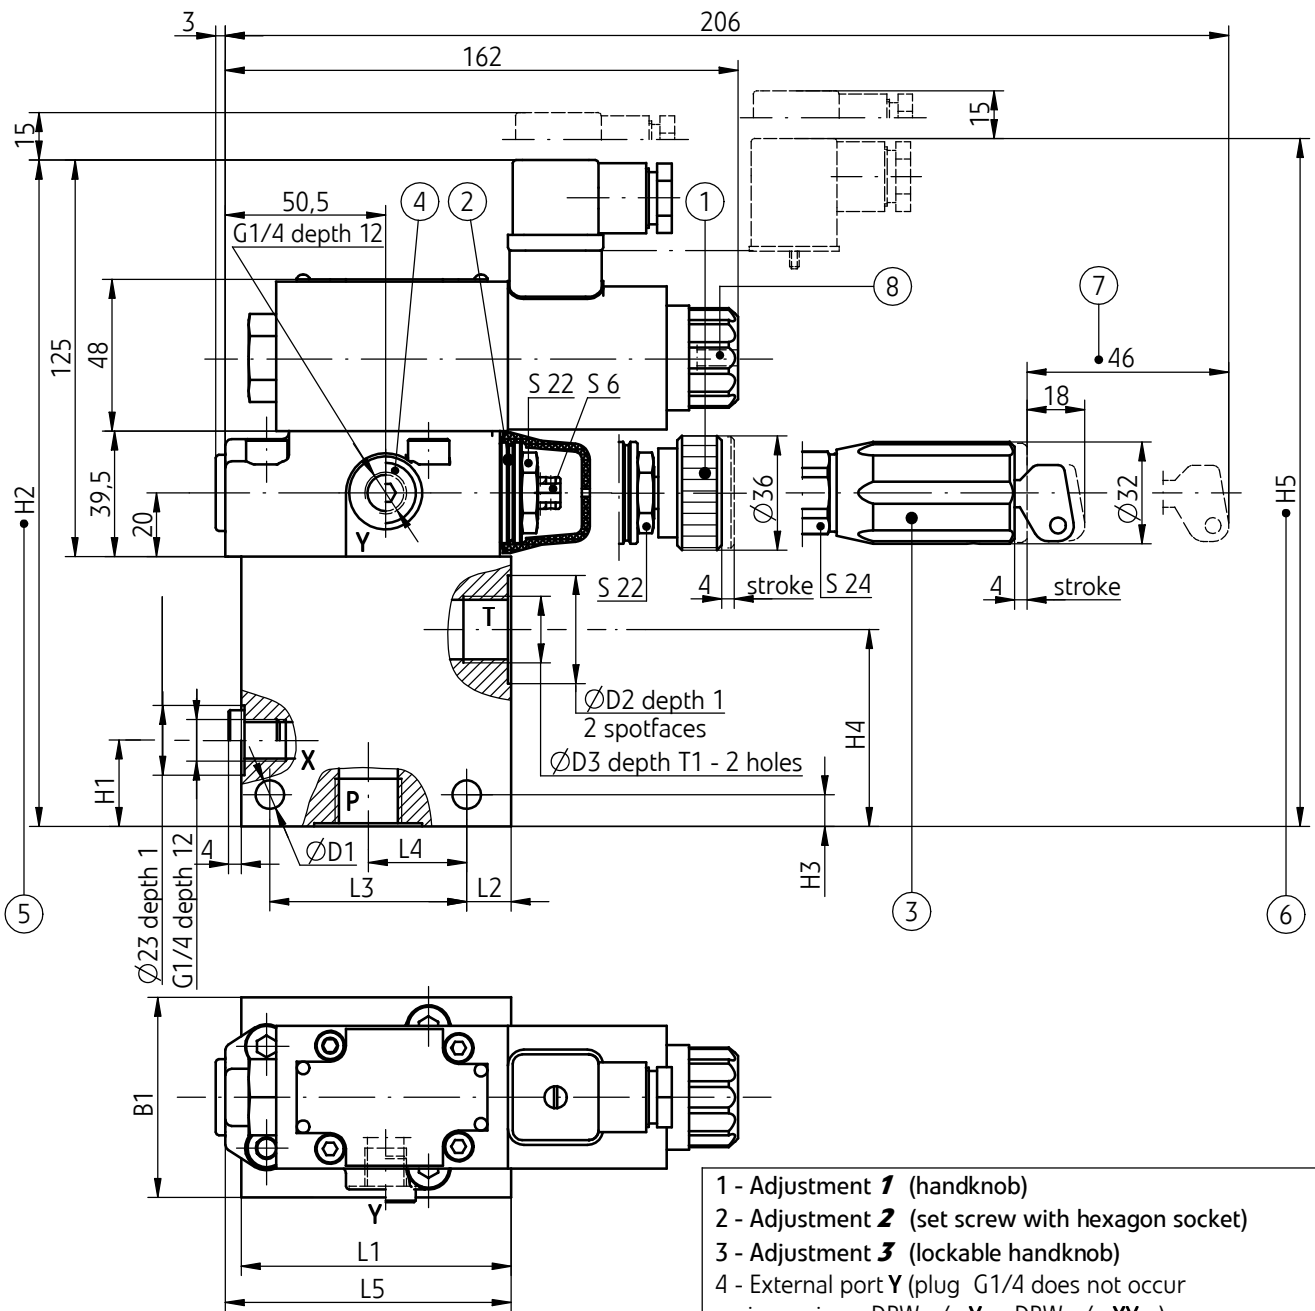 3
206
162
15
15
50,5
4
2
1
G1/4 depth 12
8
7
125
48
46
S 22
S 6
18
H2
39,5
20
Ø36
Ø32
H5
Y
S 22
4
stroke
S 24
4
stroke
T
ØD2 depth 1
2 spotfaces
H4
ØD3 depth T1 - 2 holes
X
H1
P
4
ØD1
L4
L3
L2
H3
5
3
6
Ø23 depth 1
G1/4 depth 12
B1
Y
L1
L5
1 - Adjustment 1 (handknob)
2 - Adjustment 2 (set screw with hexagon socket)
3 - Adjustment 3 (lockable handknob)
4 - External port Y (plug G1/4 does not occur